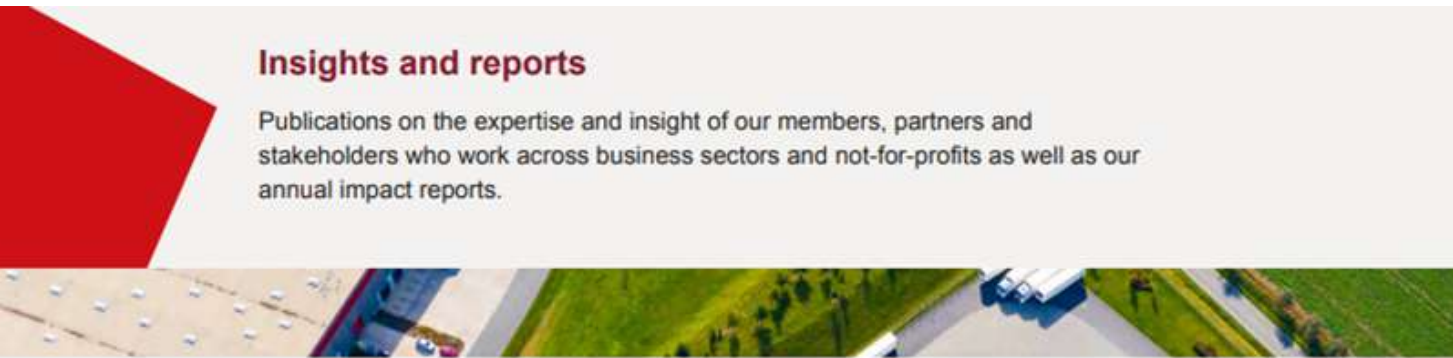 Insights and reports
Publications on the expertise and insight of our members, partners and
stakeholders who work across business sectors and not-for-profits as well as our
annual impact reports.